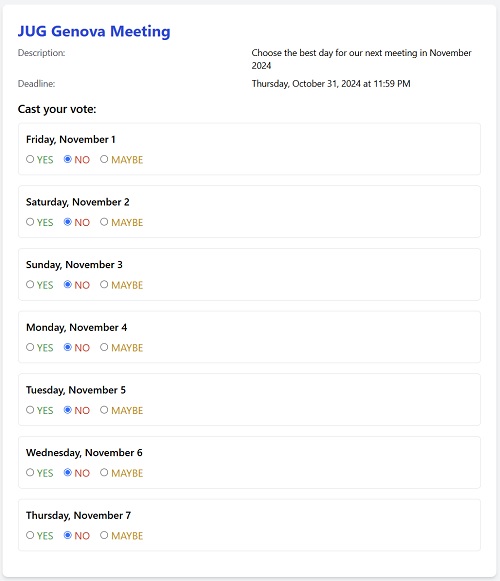 JUG Genova Meeting
Description: Choose the best day for our next meeting in November
2024
Deadline: Thursday, October 31, 2024 at 11:59 PM
Cast your vote:
Friday, November 1
YES NO MAYBE
Saturday, November 2
YES NO MAYBE
Sunday, November 3
YES NO MAYBE
Monday, November 4
YES NO MAYBE
Tuesday, November 5
YES NO MAYBE
Wednesday, November 6
YES NO MAYBE
Thursday, November 7
YES NO MAYBE